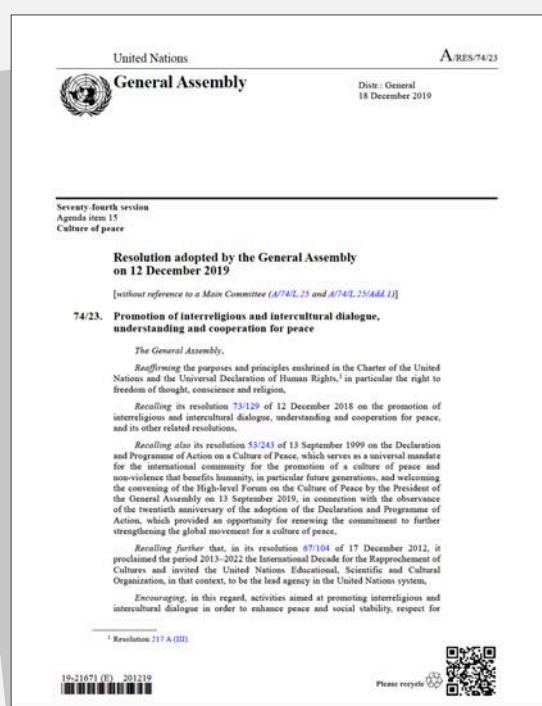 United Nations
A/RES/74/23
General Assembly
Distr.: General
18 December 2019
Seventy-fourth session
Agenda item 15
Culture of peace
Resolution adopted by the General Assembly
on 12 December 2019
[without reference to a Main Committee (A/74/L.25 and A/74/L.25/Add.1)]
74/23. Promotion of interreligious and intercultural dialogue,
understanding and cooperation for peace
The General Assembly,
Reaffirming the purposes and principles enshrined in the Charter of the United
Nations and the Universal Declaration of Human Rights,1 in particular the right to
freedom of thought, conscience and religion,
Recalling its resolution 73/129 of 12 December 2018 on the promotion of
interreligious and intercultural dialogue, understanding and cooperation for peace,
and its other related resolutions,
Recalling also its resolution 53/243 of 13 September 1999 on the Declaration
and Programme of Action on a Culture of Peace, which serves as a universal mandate
for the international community for the promotion of a culture of peace and
non-violence that benefits humanity, in particular future generations, and welcoming
the convening of the High-level Forum on the Culture of Peace by the President of
the General Assembly on 13 September 2019, in connection with the observance
of the twentieth anniversary of the adoption of the Declaration and Programme of
Action, which provided an opportunity for renewing the commitment to further
strengthening the global movement for a culture of peace,
Recalling further that, in its resolution 67/104 of 17 December 2012, it
proclaimed the period 2013–2022 the International Decade for the Rapprochement of
Cultures and invited the United Nations Educational, Scientific and Cultural
Organization, in that context, to be the lead agency in the United Nations system,
Encouraging, in this regard, activities aimed at promoting interreligious and
intercultural dialogue in order to enhance peace and social stability, respect for
1 Resolution 217 A (III).
19-21671 (E) 201219
Please recycle